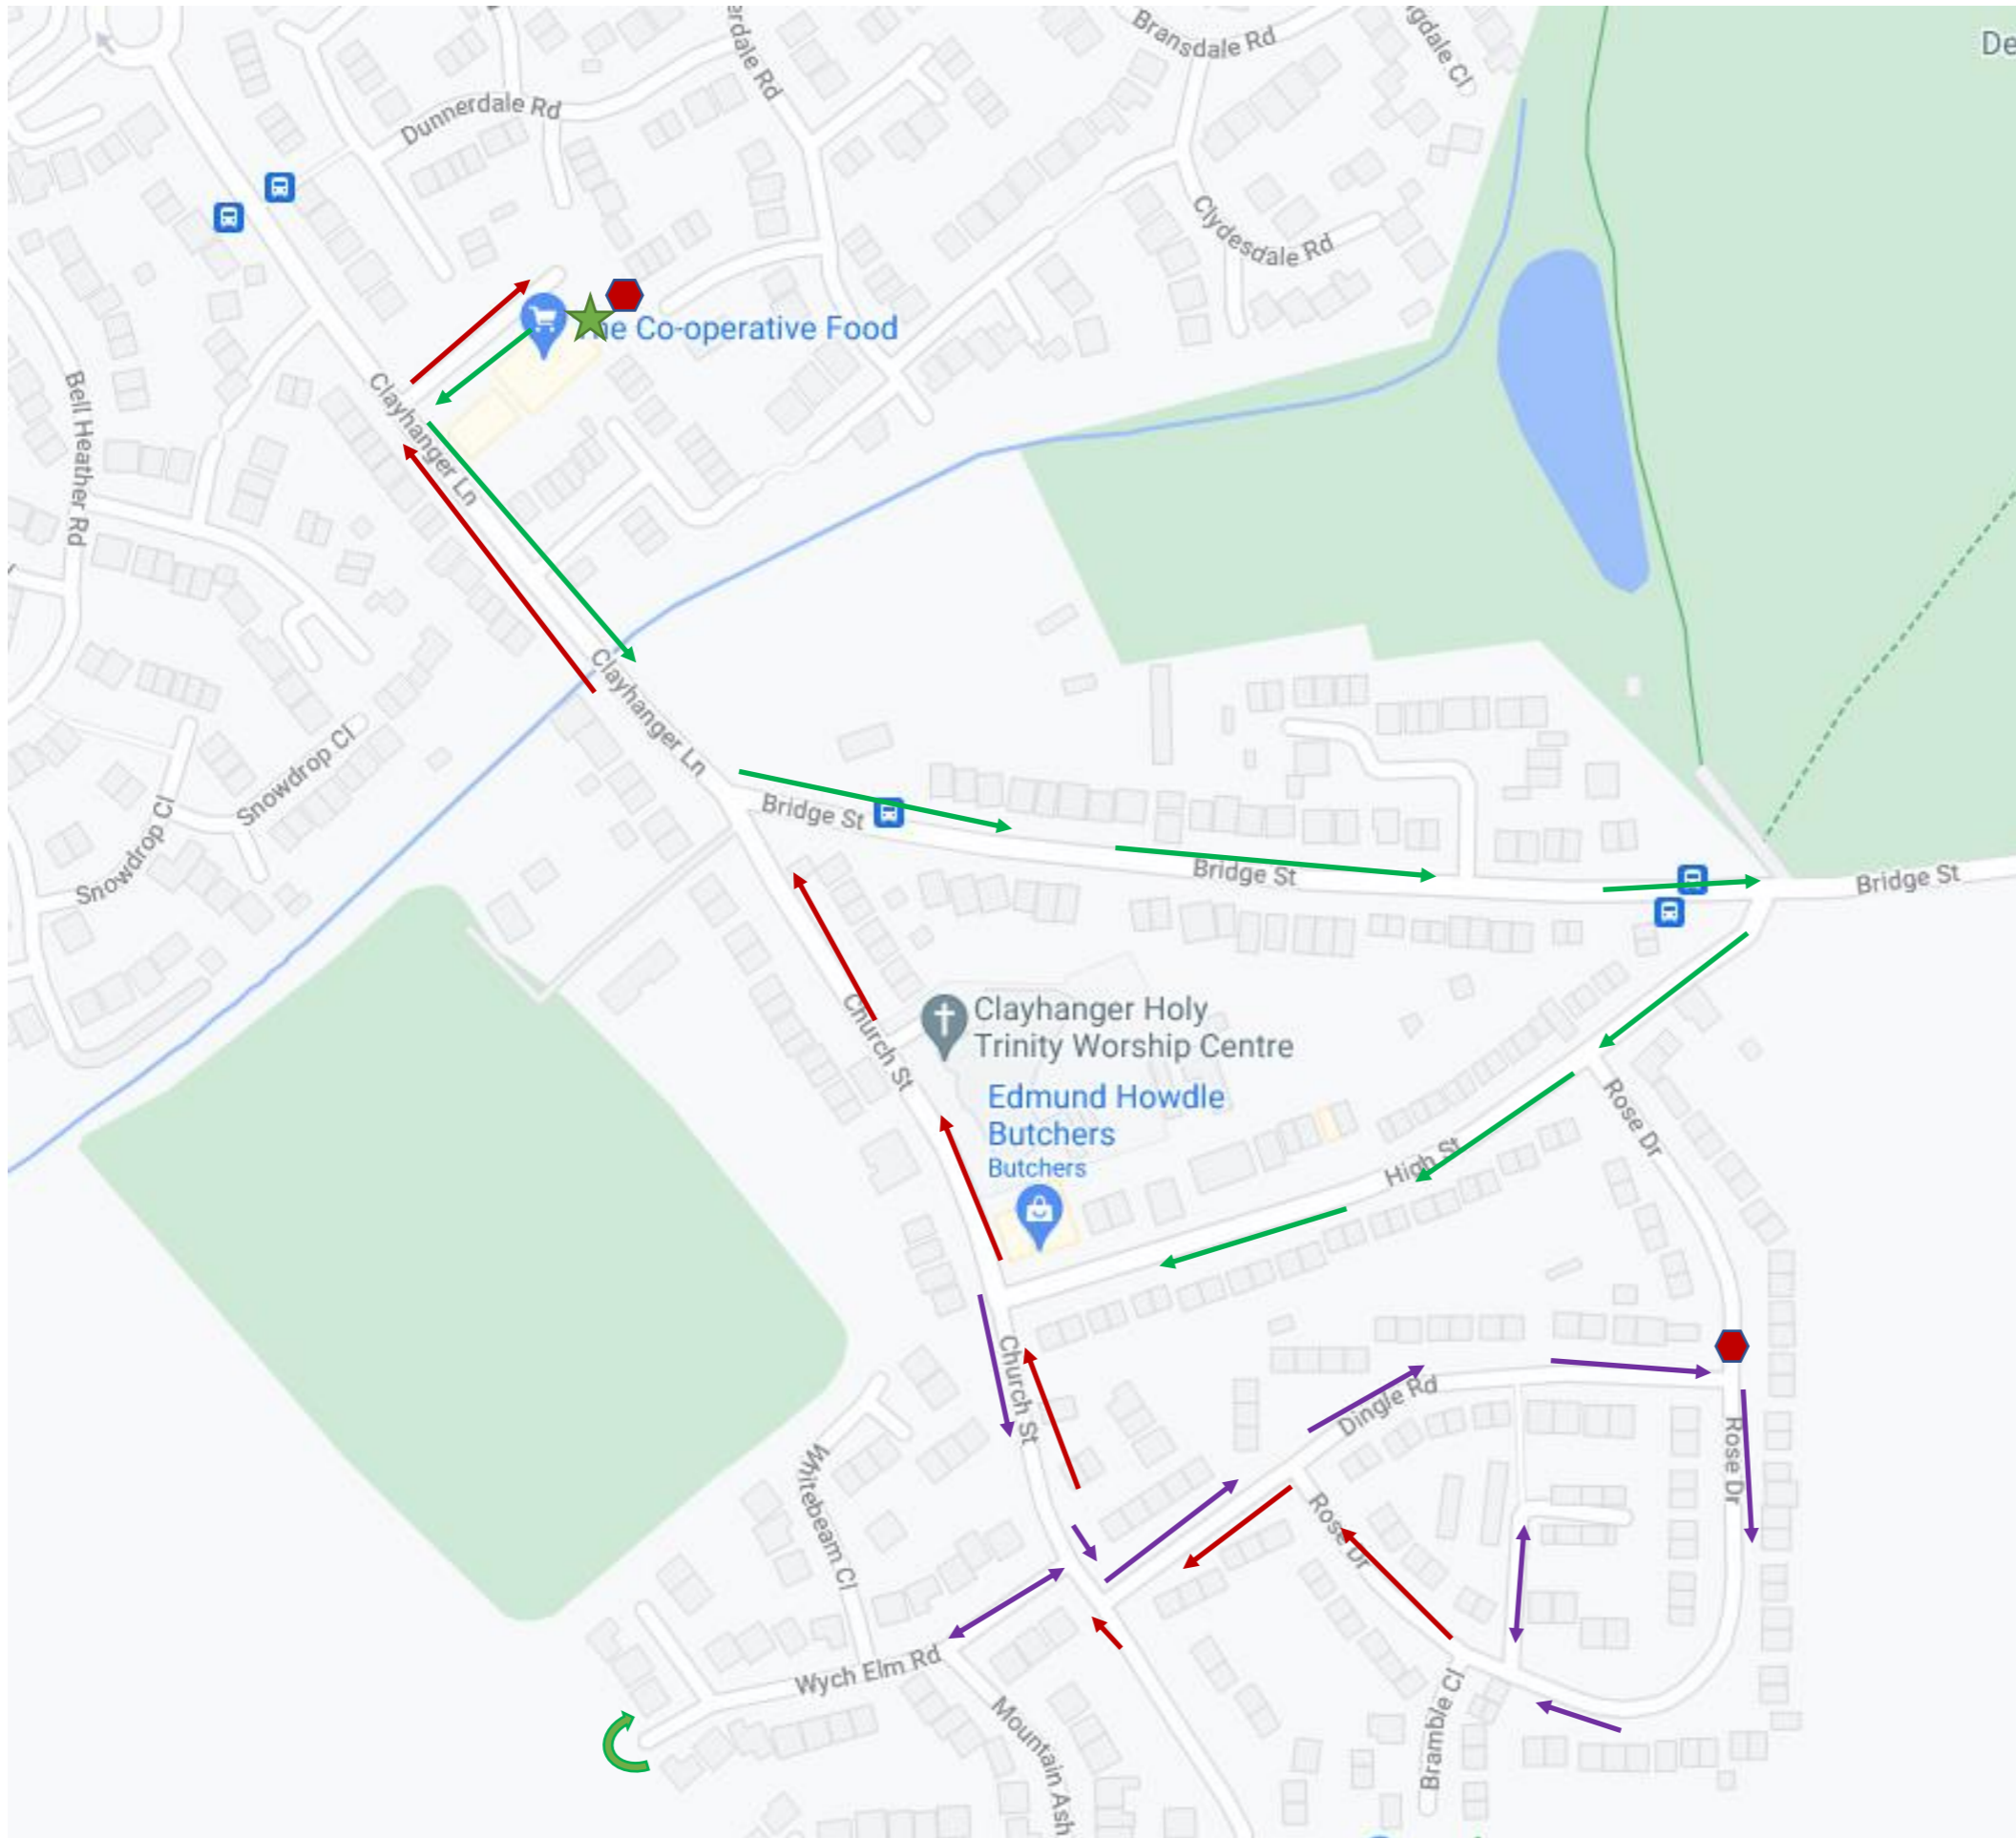 Bransdale Rd
De
Dunnerdale Rd
Clydesdale Rd
The Co-operative Food
Clayhanger Ln
Bell Heather Rd
Clayhanger Ln
Snowdrop Cl
Snowdrop Cl
Bridge St
Bridge St
Bridge St
Clayhanger Holy
Trinity Worship Centre
Church St
Edmund Howdle
Butchers
Butchers
Rose Dr
High St
Church St
Dingle Rd
Rose Dr
Whitebeam Cl
Rose Dr
Wych Elm Rd
Mountain Ash
Bramble Cl